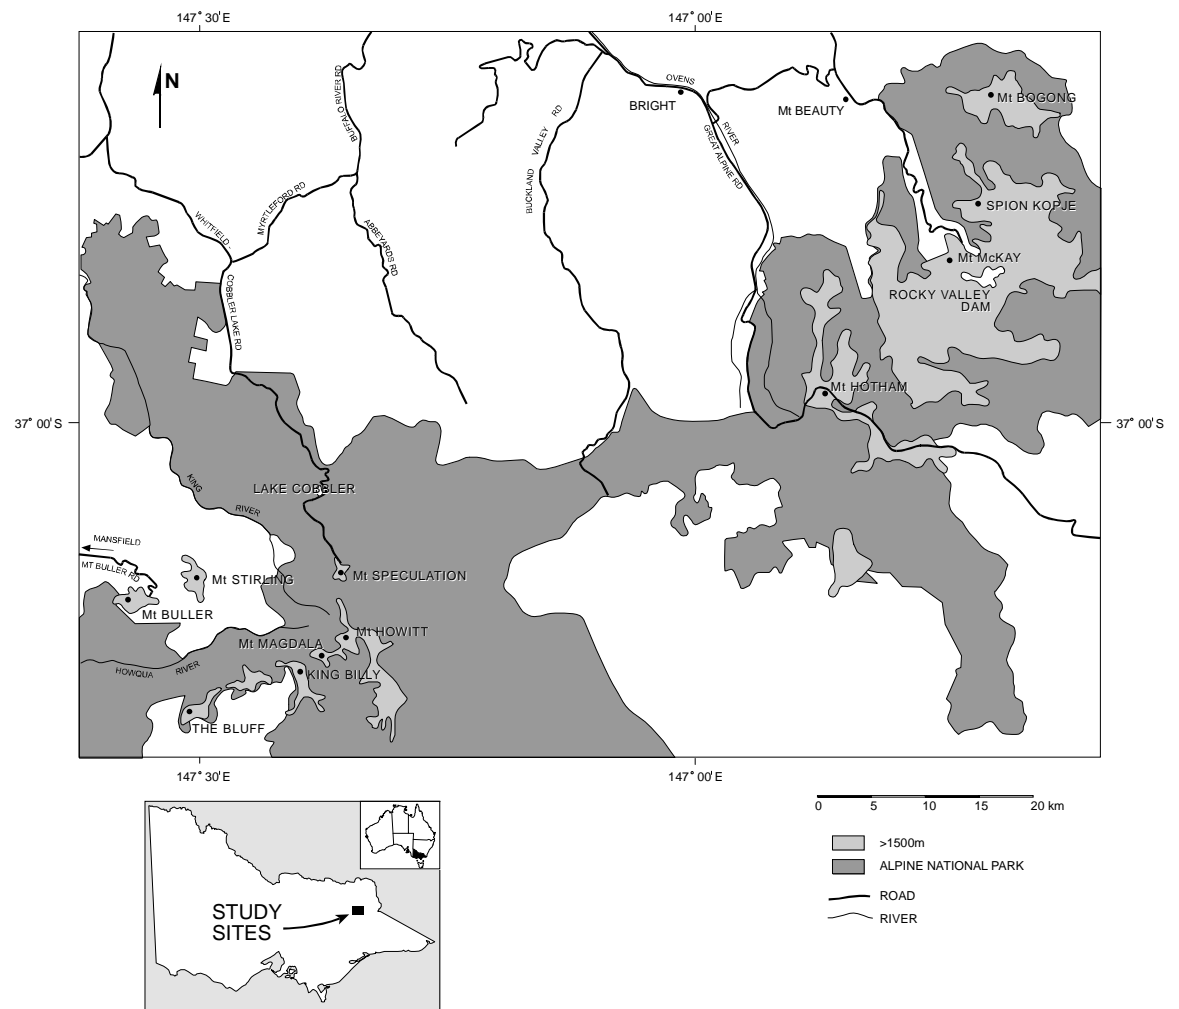 147° 30' E
147° 00' E
N
BUFFALO RIVER RD
OVENS
BRIGHT
Mt BEAUTY
Mt BOGONG
BUCKLAND VALLEY RD
RIVER
GREAT ALPINE RD
MYRTLEFORD RD
WHITFIELD
ABBEYARDS RD
SPION KOPJE
Mt McKAY
COBBLER LAKE RD
ROCKY VALLEY
DAM
Mt HOTHAM
37° 00' S
37° 00' S
KING
RIVER
LAKE COBBLER
MANSFIELD
MT BULLER RD
Mt STIRLING
Mt SPECULATION
Mt BULLER
Mt HOWITT
Mt MAGDALA
HOWQUA RIVER
KING BILLY
THE BLUFF
147° 30' E
147° 00' E
0 5 10 15 20 km
>1500m
ALPINE NATIONAL PARK
ROAD
RIVER
STUDY
SITES